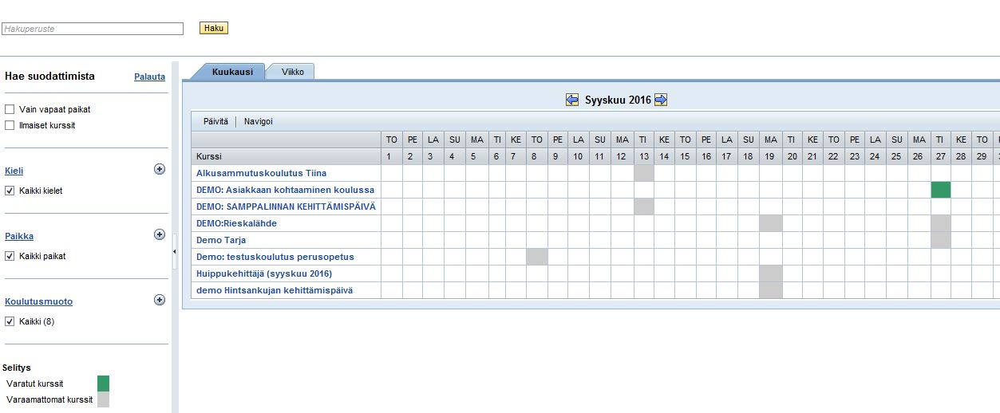 Hakuperuste Haku
Hae suodattimista Palauta
Vain vapaat paikat
Ilmaiset kurssit
Kieli
Kaikki kielet
Paikka
Kaikki paikat
Koulutusmuoto
Kaikki (8)
Selitys
Varatut kurssit
Varaamattomat kurssit
Kuukausi Viikko
Syyskuu 2016
Päivitä Navigoi
TO PE LA SU MA TI KE TO PE LA SU MA TI KE TO PE LA SU MA TI KE TO PE LA SU MA TI KE TO
Kurssi 1 2 3 4 5 6 7 8 9 10 11 12 13 14 15 16 17 18 19 20 21 22 23 24 25 26 27 28 29
Alkusammutuskoulutus Tiina
DEMO: Asiakkaan kohtaaminen koulussa
DEMO: SAMPPALINNAN KEHITTÄMISPÄIVÄ
DEMO:Rieskalähde
Demo Tarja
Demo: testuskoulutus perusopetus
Huippukehittäjä (syyskuu 2016)
demo Hintsankujan kehittämispäivä